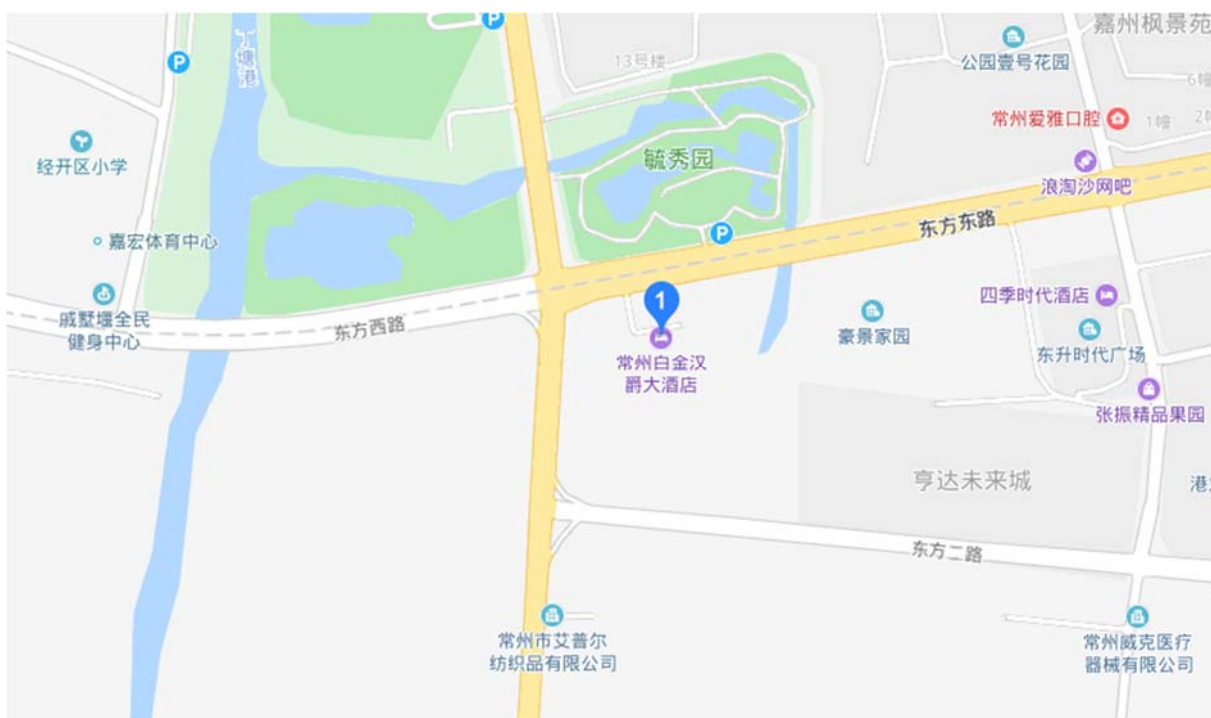 P
P
丁塘港
13号楼
嘉州枫景苑
公园壹号花园
6幢
常州爱雅口腔
1幢
经开区小学
毓秀园
浪淘沙网吧
P
东方东路
嘉宏体育中心
1
四季时代酒店
戚墅堰全民
健身中心
东方西路
豪景家园
东升时代广场
常州白金汉
爵大酒店
张振精品果园
亨达未来城
港
东方二路
常州市艾普尔
纺织品有限公司
常州威克医疗
器械有限公司